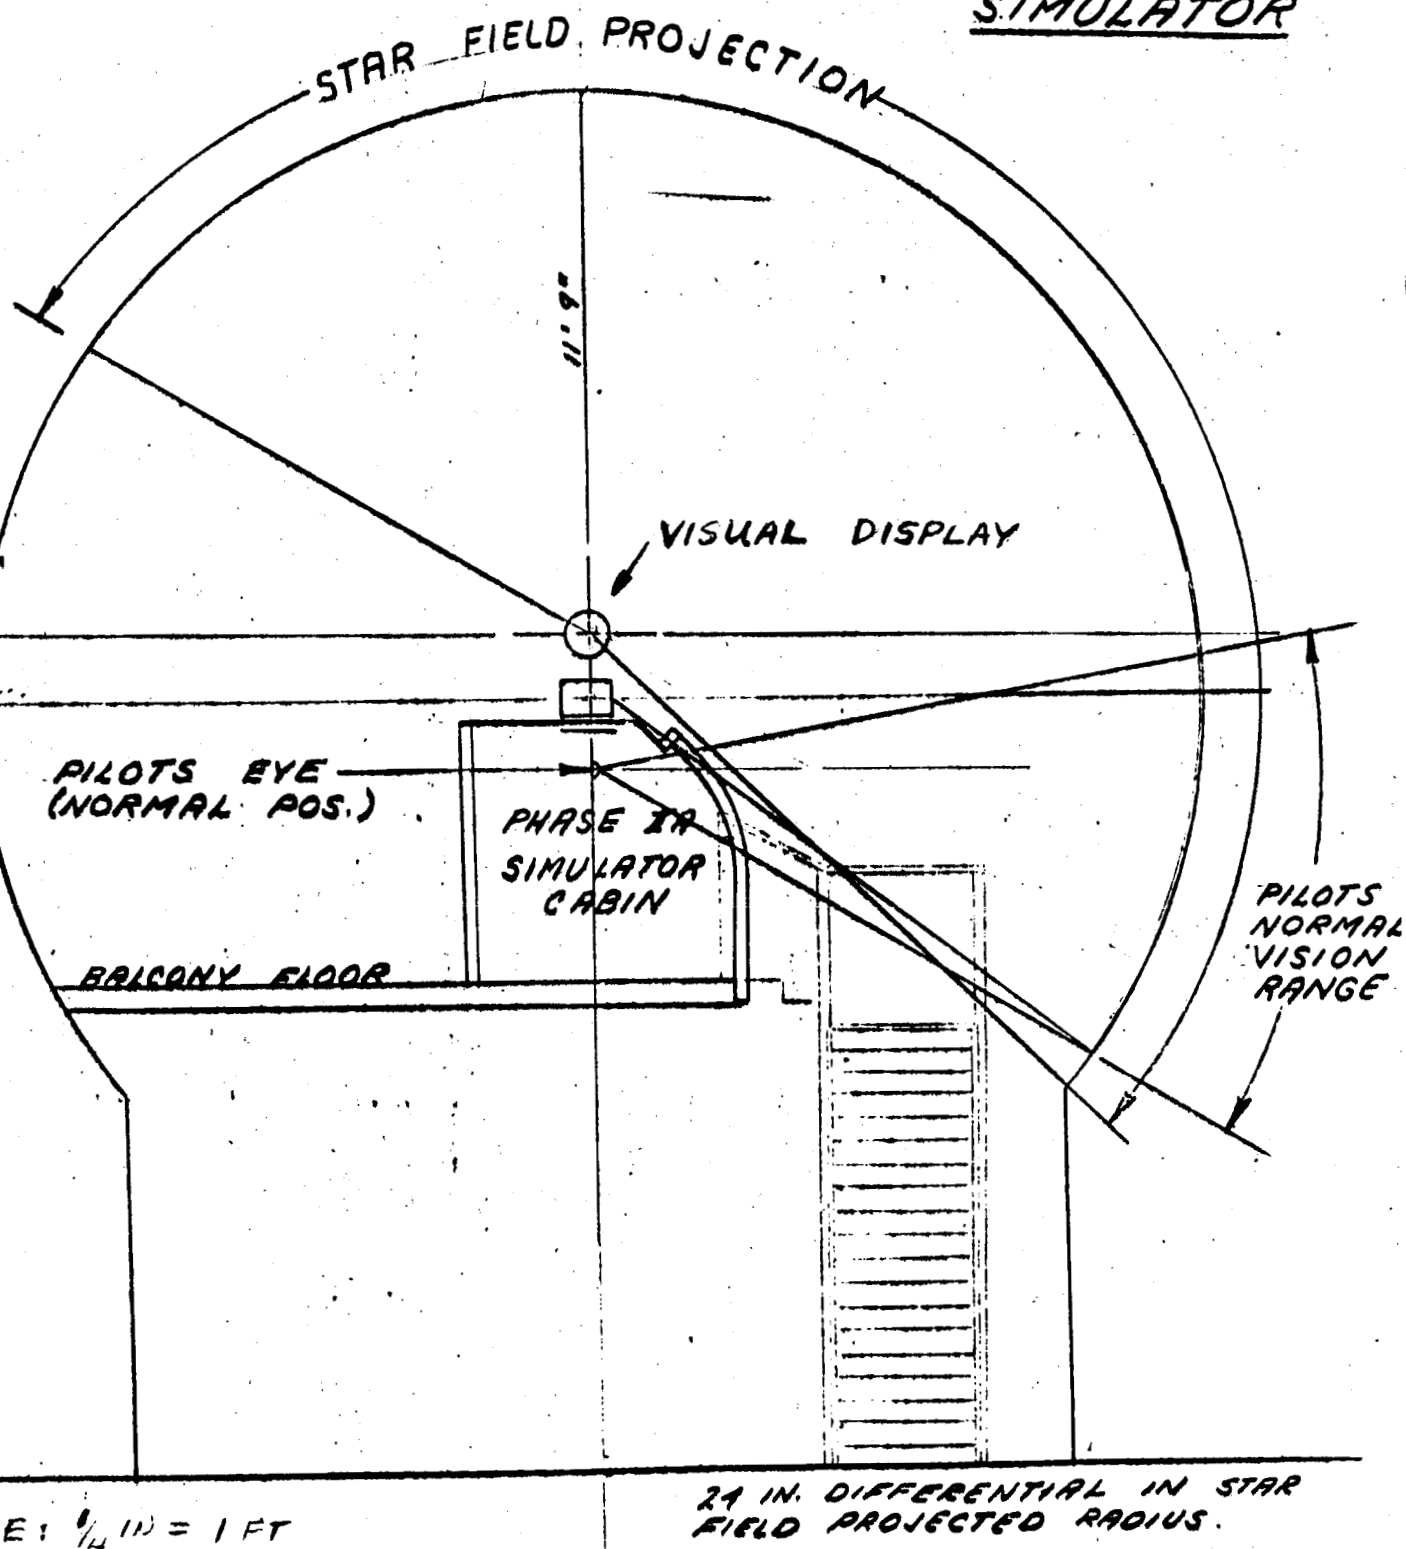 SIMULATOR
STAR FIELD PROJECTION
11'·9"
VISUAL DISPLAY
PILOTS EYE
(NORMAL POS.)
PHASE IA
SIMULATOR
CABIN
BALCONY FLOOR
PILOTS
NORMAL
VISION
RANGE
24 IN. DIFFERENTIAL IN STAR
FIELD PROJECTED RADIUS.
E: 1/4 IN = 1 FT